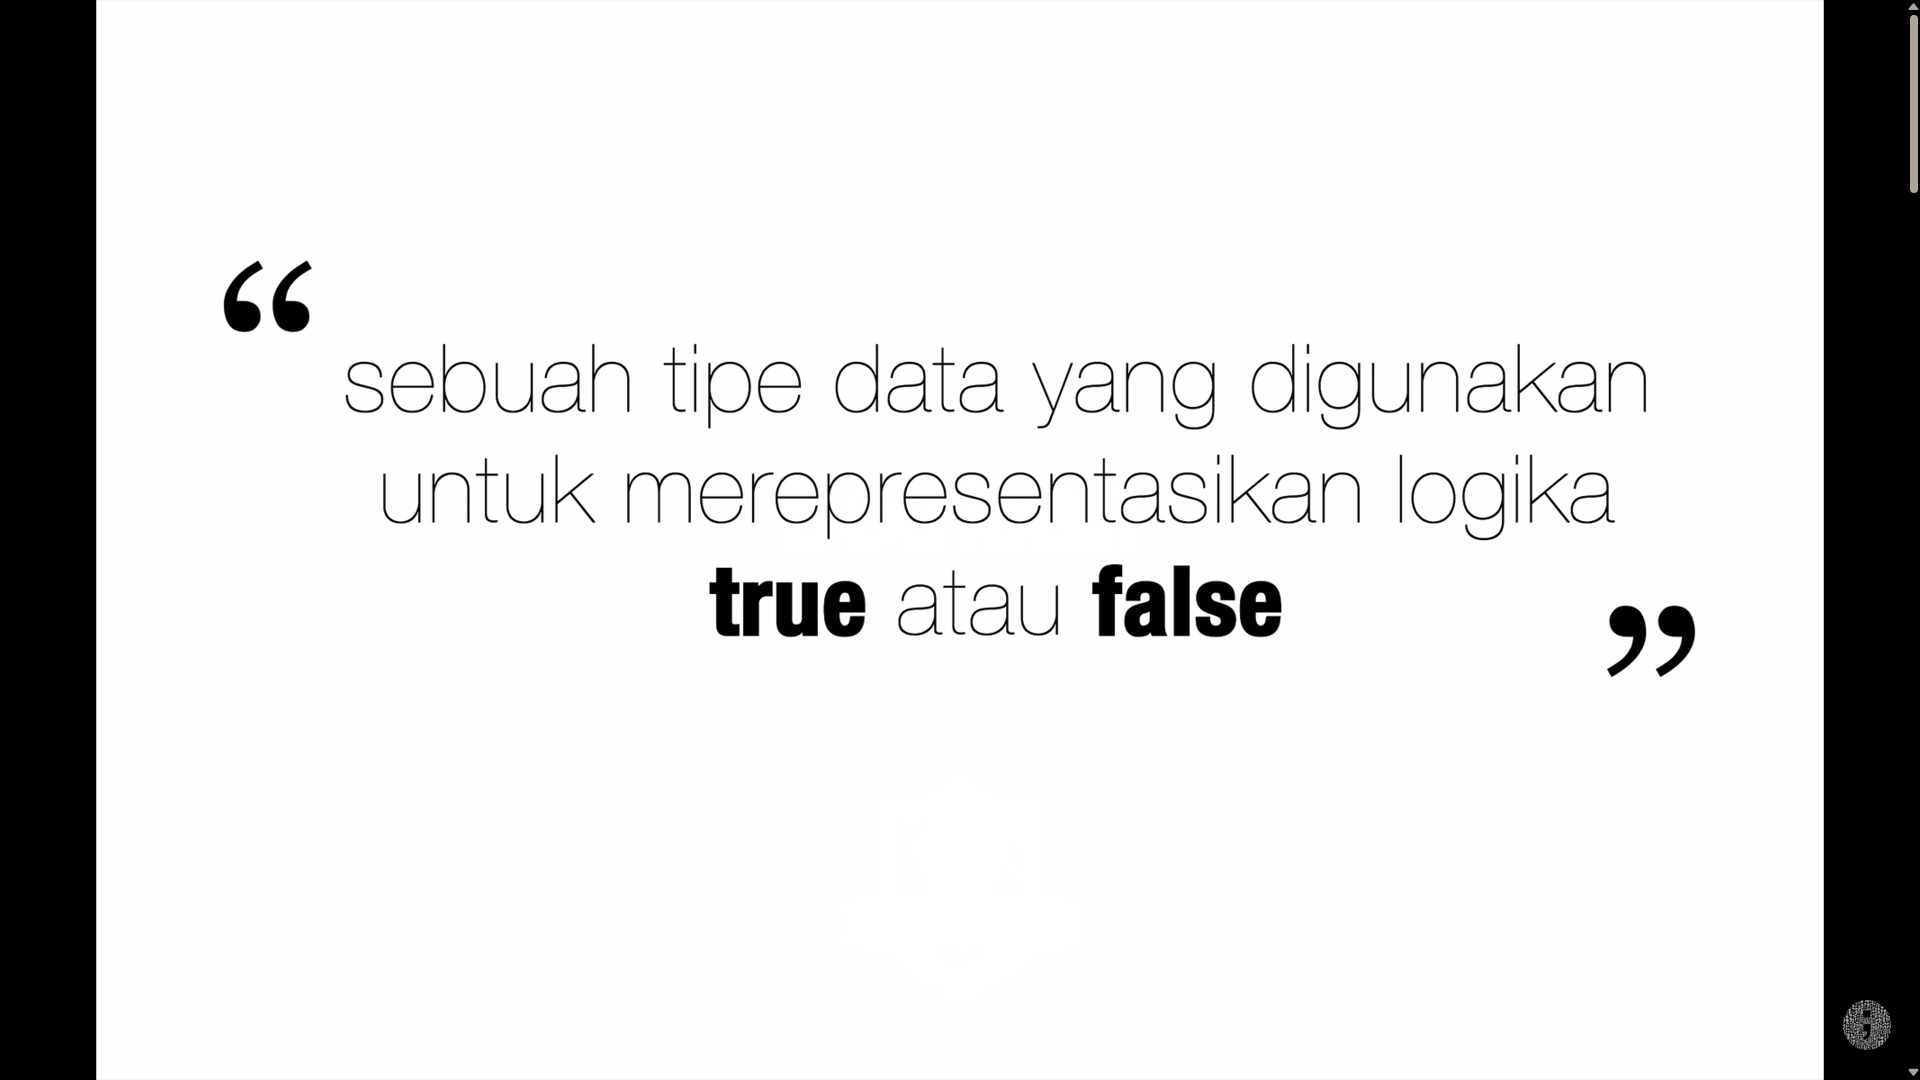 “sebuah tipe data yang digunakan
untuk merepresentasikan logika
true atau false”